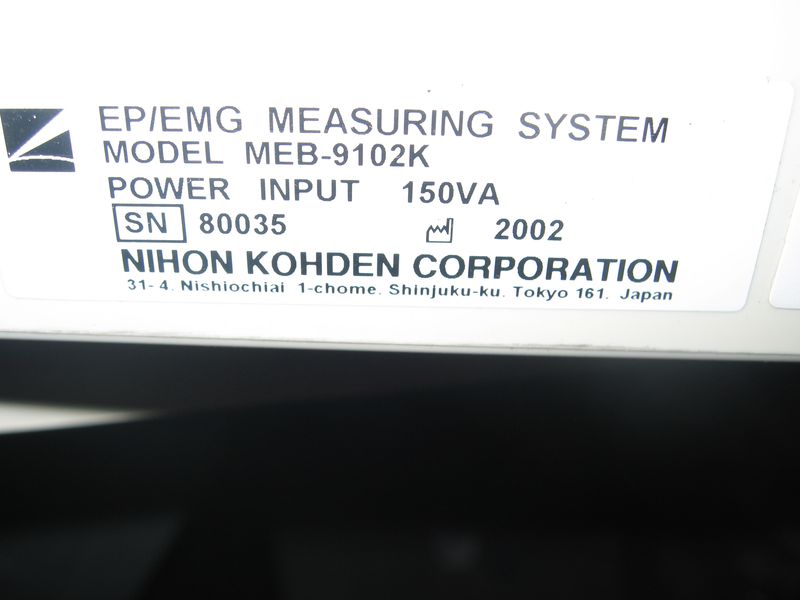 EP/EMG MEASURING SYSTEM
MODEL MEB-9102K
POWER INPUT 150VA
SN 80035 2002
NIHON KOHDEN CORPORATION
31-4. Nishiochiai 1-chome. Shinjuku-ku. Tokyo 161. Japan